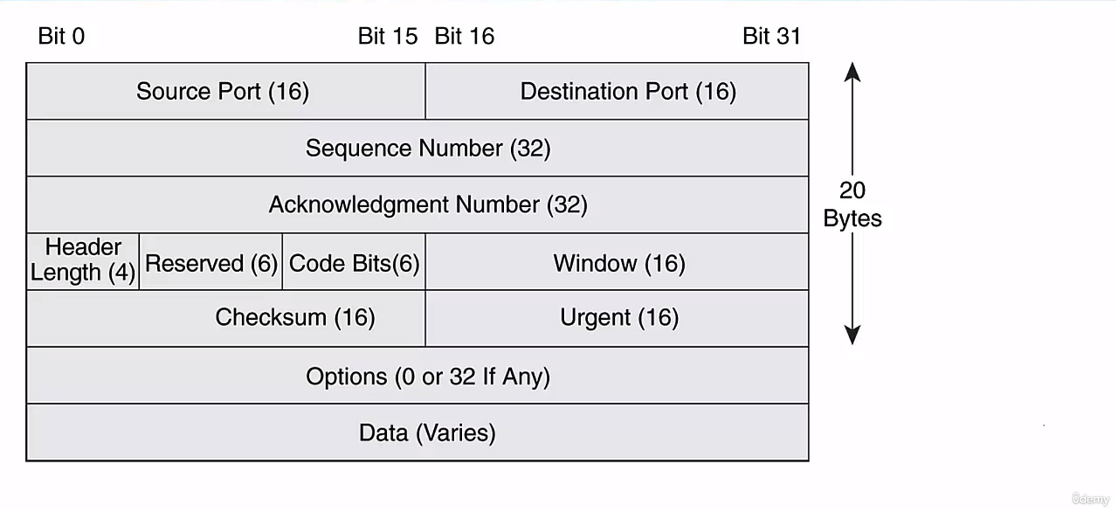 Bit 0 Bit 15 Bit 16 Bit 31
Source Port (16) Destination Port (16)
Sequence Number (32)
Acknowledgment Number (32)
20
Bytes
Header
Length (4) Reserved (6) Code Bits(6) Window (16)
Checksum (16) Urgent (16)
Options (0 or 32 If Any)
Data (Varies)
ûdemy